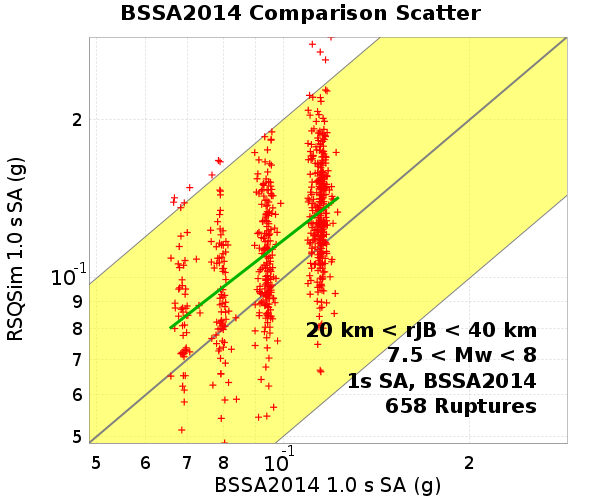 BSSA2014 Comparison Scatter
RSQSim 1.0 s SA (g)
2
10-1
9
8
7
6
5
20 km < rJB < 40 km
7.5 < Mw < 8
1s SA, BSSA2014
658 Ruptures
5 6 7 8 10-1 2
BSSA2014 1.0 s SA (g)